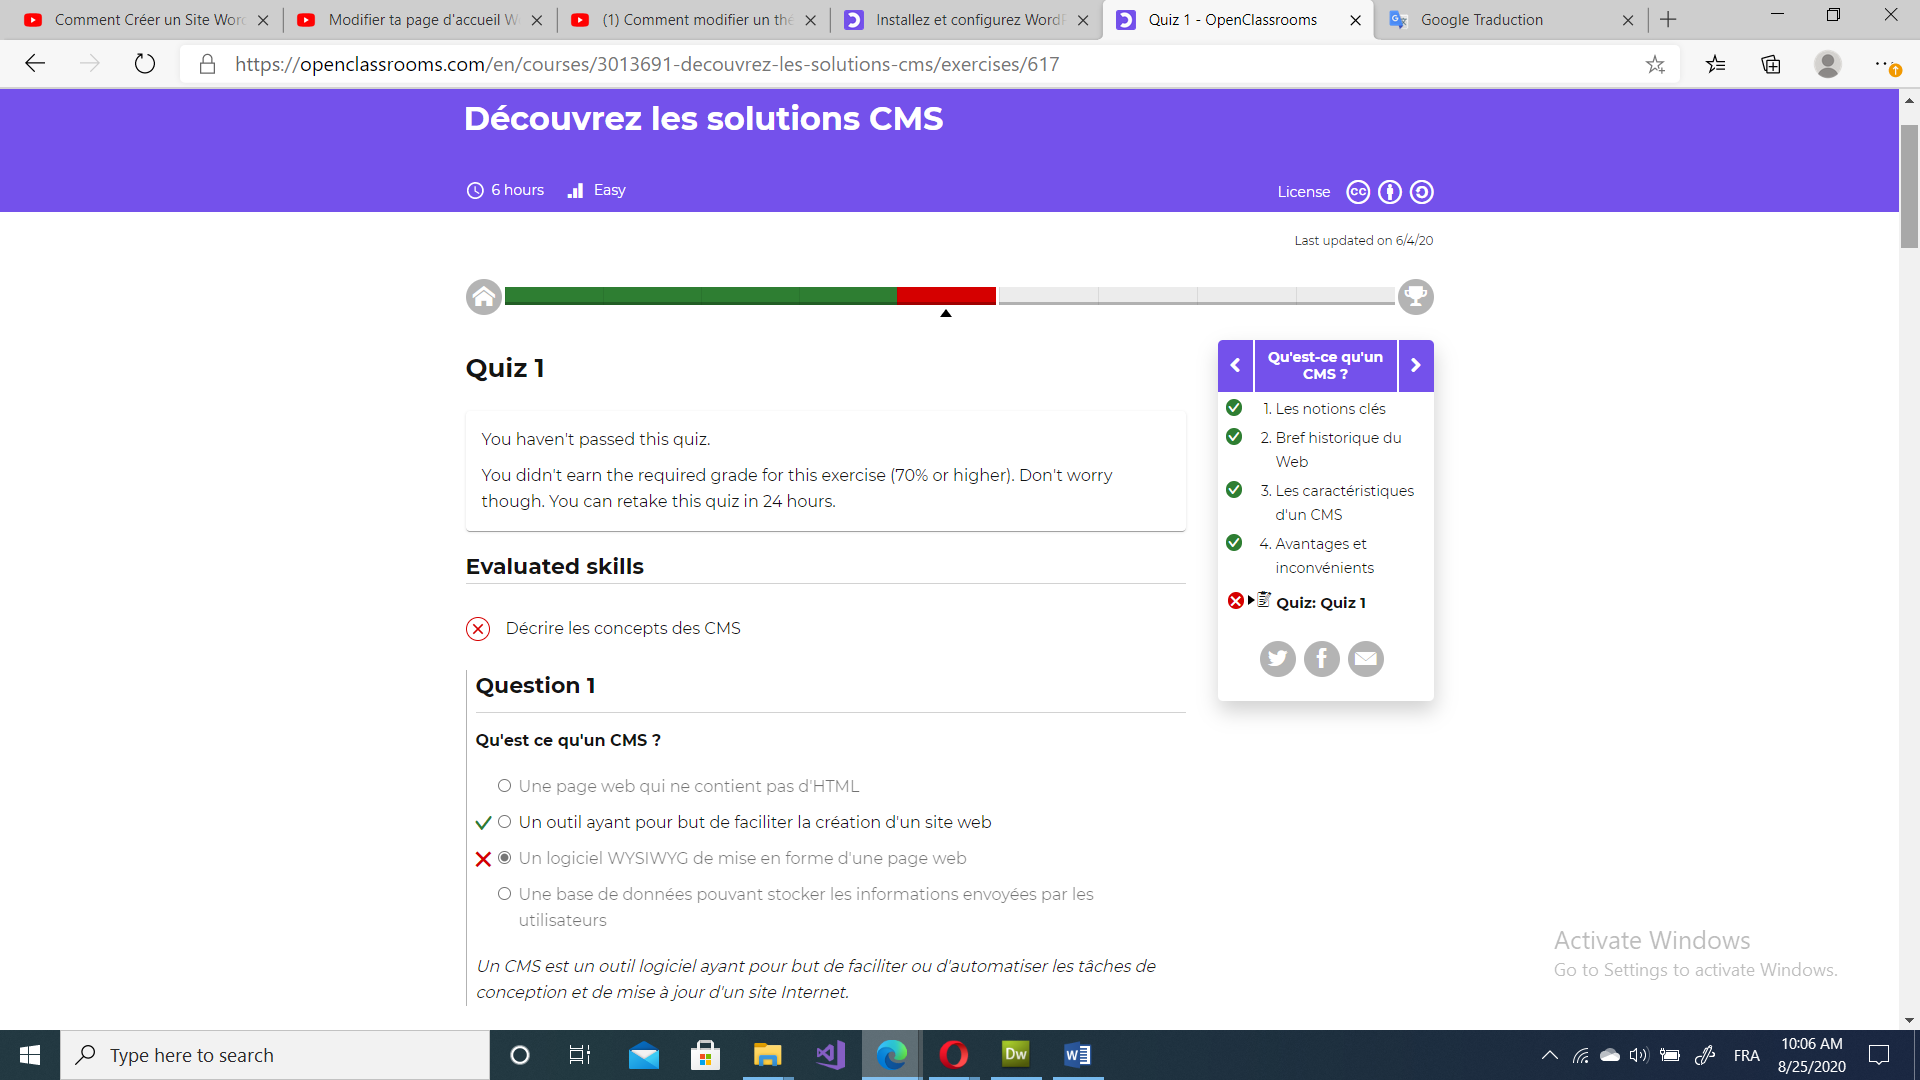 Comment Créer un Site Wor
Modifier ta page d'accueil W
(1) Comment modifier un th
Installez et configurez WordP
Quiz 1 - OpenClassrooms
Google Traduction
https://openclassrooms.com/en/courses/3013691-decouvrez-les-solutions-cms/exercises/617
Découvrez les solutions CMS
6 hours
Easy
License
cc
Last updated on 6/4/20
Quiz 1
You haven't passed this quiz.
You didn't earn the required grade for this exercise (70% or higher). Don't worry
though. You can retake this quiz in 24 hours.
Evaluated skills
Décrire les concepts des CMS
Question 1
Qu'est ce qu'un CMS ?
Une page web qui ne contient pas d'HTML
Un outil ayant pour but de faciliter la création d'un site web
Un logiciel WYSIWYG de mise en forme d'une page web
Une base de données pouvant stocker les informations envoyées par les
utilisateurs
Un CMS est un outil logiciel ayant pour but de faciliter ou d'automatiser les tâches de
conception et de mise à jour d'un site Internet.
Qu'est-ce qu'un
CMS ?
1. Les notions clés
2. Bref historique du
Web
3. Les caractéristiques
d'un CMS
4. Avantages et
inconvénients
Quiz: Quiz 1
Activate Windows
Go to Settings to activate Windows.
Type here to search
Dw
FRA
10:06 AM
8/25/2020